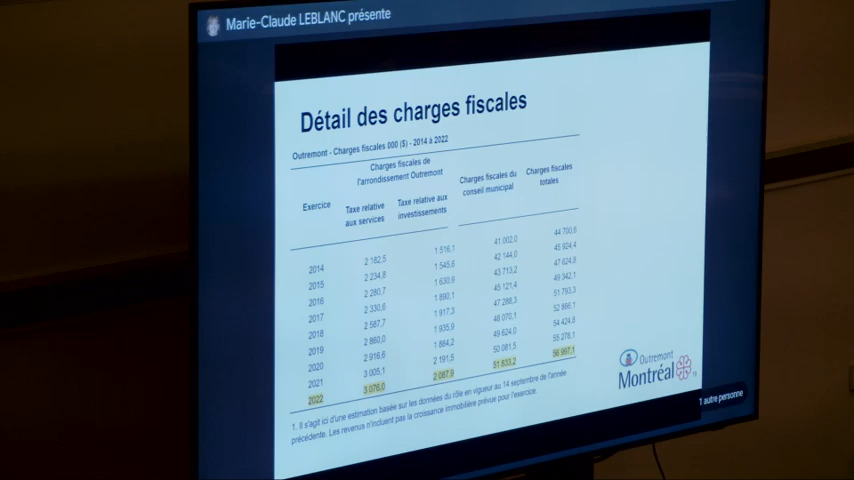 Marie-Claude LEBLANC présente
Détail des charges fiscales
Outremont - Charges fiscales 000 ($) - 2014 à 2022
Charges fiscales de
l'arrondissement Outremont
Exercice
Taxe relative
aux services
Taxe relative aux
investissements
Charges fiscales du
conseil municipal
Charges fiscales
totales
2014 2 182,5 1 516,1 41 002,0 44 700,6
2015 2 234,8 1 545,6 42 144,0 45 924,4
2016 2 280,7 1 630,9 43 713,2 47 624,8
2017 2 330,6 1 890,1 45 121,4 49 342,1
2018 2 587,7 1 917,3 47 288,3 51 793,3
2019 2 860,0 1 935,9 48 070,1 52 866,1
2020 2 916,6 1 884,2 49 624,0 54 424,8
2021 3 005,1 2 191,5 50 081,5 55 278,1
2022 3 076,0 2 087,9 51 833,2 56 997,1
1. Il s'agit ici d'une estimation basée sur les données du rôle en vigueur au 14 septembre de l'année
précédente. Les revenus n'incluent pas la croissance immobilière prévue pour l'exercice.
Outremont
Montréal
1 autre personne